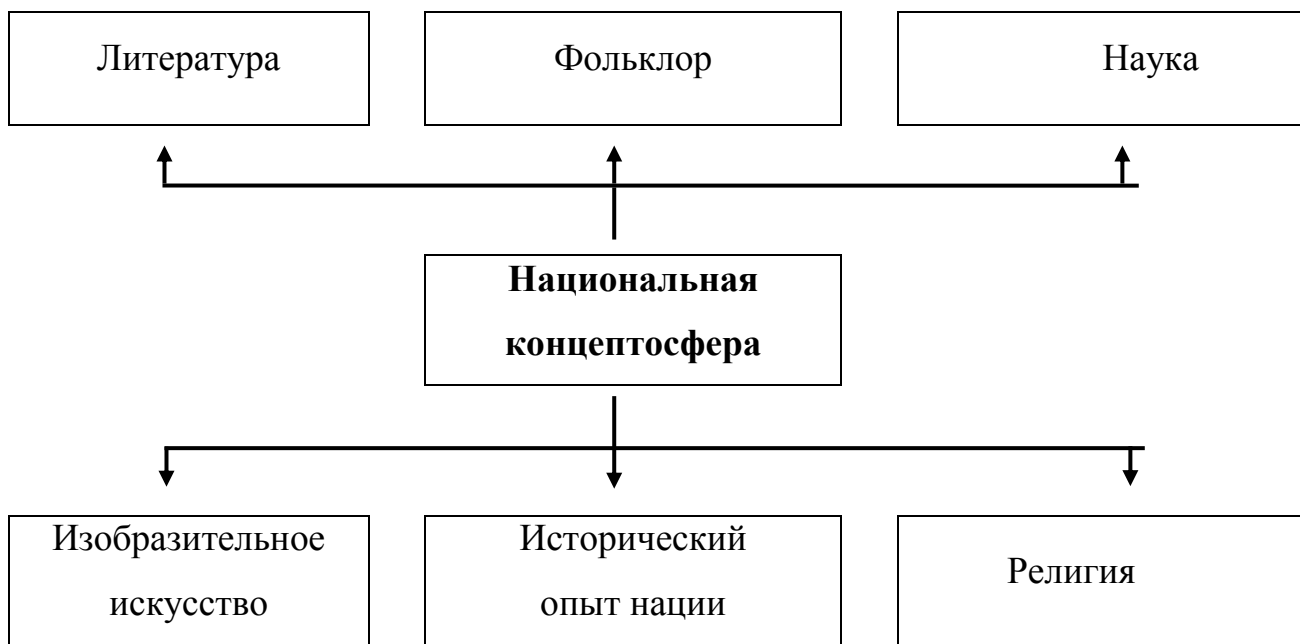 Литература
Фольклор
Наука
Национальная
концептосфера
Изобразительное
искусство
Исторический
опыт нации
Религия